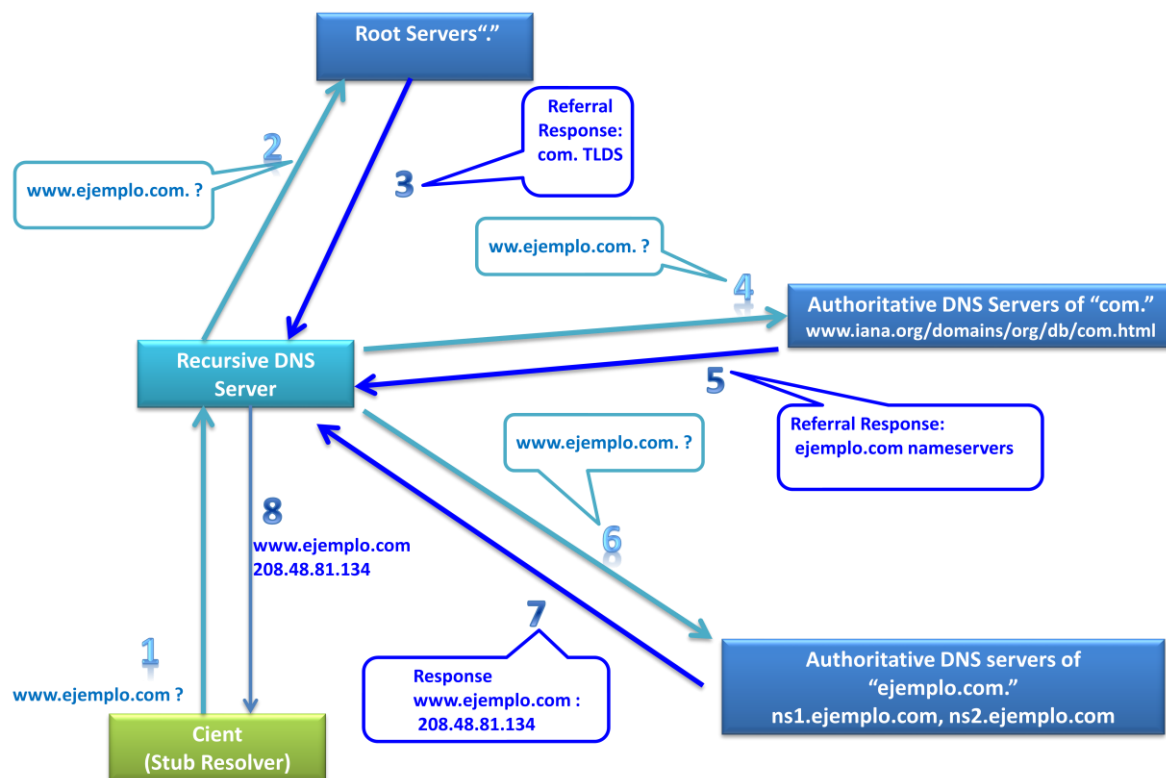 Root Servers“.”
Referral
Response:
com. TLDS
2
www.ejemplo.com. ?
3
ww.ejemplo.com. ?
4
Authoritative DNS Servers of “com.”
www.iana.org/domains/org/db/com.html
Recursive DNS
Server
5
Referral Response:
ejemplo.com nameservers
www.ejemplo.com. ?
6
8
www.ejemplo.com
208.48.81.134
7
Response
www.ejemplo.com :
208.48.81.134
1
www.ejemplo.com ?
Authoritative DNS servers of
“ejemplo.com.”
ns1.ejemplo.com, ns2.ejemplo.com
Cient
(Stub Resolver)